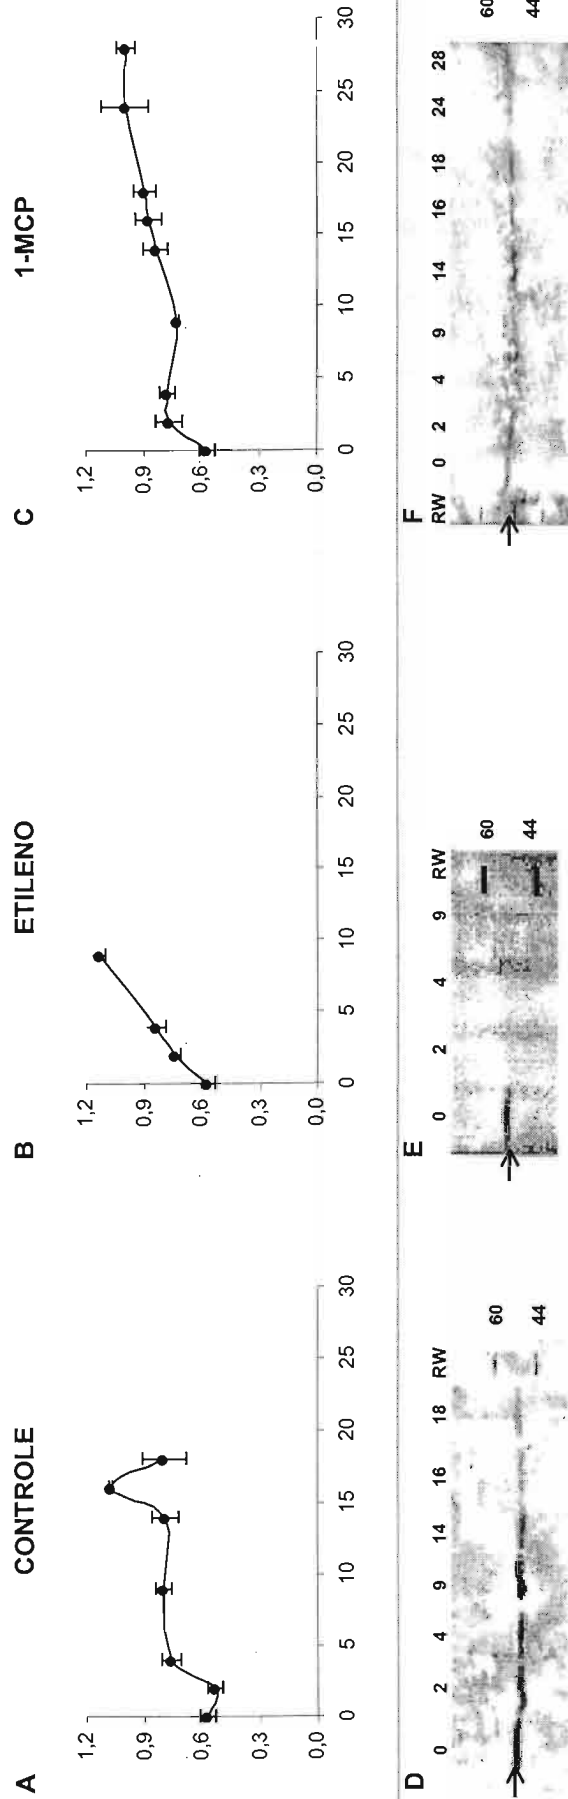 A CONTROLE
1,2
0,9
0,6
0,3
0,0
0 5 10 15 20 25 30
B ETILENO
1,2
0,9
0,6
0,3
0,0
0 5 10 15 20 25 30
C 1-MCP
1,2
0,9
0,6
0,3
0,0
0 5 10 15 20 25 30
D
0 2 4 9 14 16 18 RW
60
44
E
0 2 4 9 RW
60
44
F
RW 0 2 4 9 14 16 18 24 28
60
44